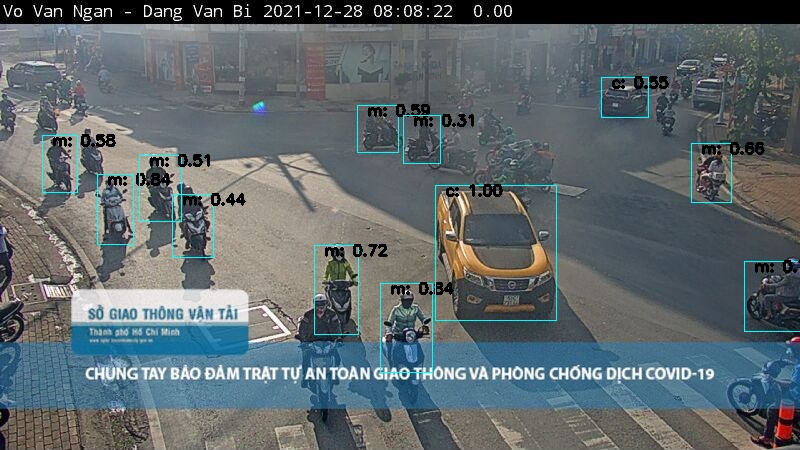 Vo Van Ngan - Dang Van Bi 2021-12-28 08:08:22 0.00
c: 0.55
m: 0.59
m: 0.31
m: 0.58
m: 0.51
m: 0.66
m: 0.84
m: 0.44
c: 1.00
m: 0.72
m: 0.
m: 0.84
SỞ GIAO THÔNG VẬN TẢI
Thành phố Hồ Chí Minh
CHUNG TAY BẢO ĐẢM TRẬT TỰ AN TOÀN GIAO THÔNG VÀ PHÒNG CHỐNG DỊCH COVID-19